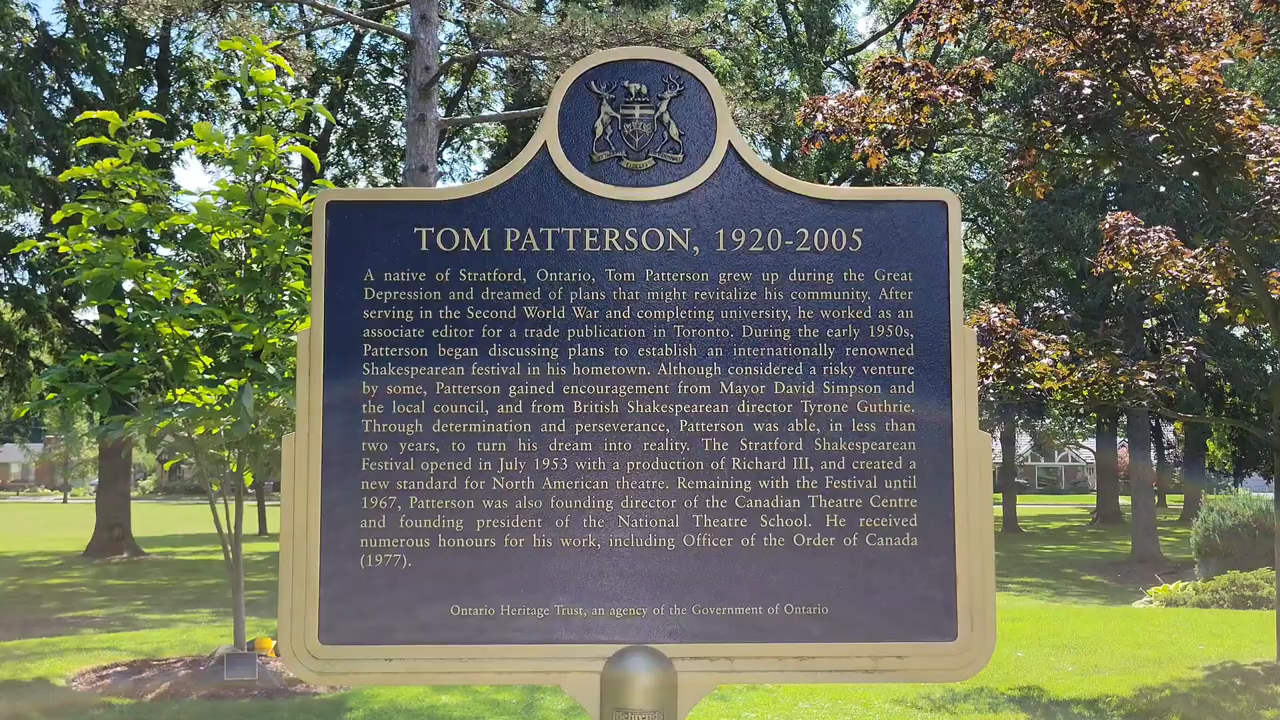 TOM PATTERSON, 1920-2005
A native of Stratford, Ontario, Tom Patterson grew up during the Great
Depression and dreamed of plans that might revitalize his community. After
serving in the Second World War and completing university, he worked as an
associate editor for a trade publication in Toronto. During the early 1950s,
Patterson began discussing plans to establish an internationally renowned
Shakespearean festival in his hometown. Although considered a risky venture
by some, Patterson gained encouragement from Mayor David Simpson and
the local council, and from British Shakespearean director Tyrone Guthrie.
Through determination and perseverance, Patterson was able, in less than
two years, to turn his dream into reality. The Stratford Shakespearean
Festival opened in July 1953 with a production of Richard III, and created a
new standard for North American theatre. Remaining with the Festival until
1967, Patterson was also founding director of the Canadian Theatre Centre
and founding president of the National Theatre School. He received
numerous honours for his work, including Officer of the Order of Canada
(1977).
Ontario Heritage Trust, an agency of the Government of Ontario
Behrends